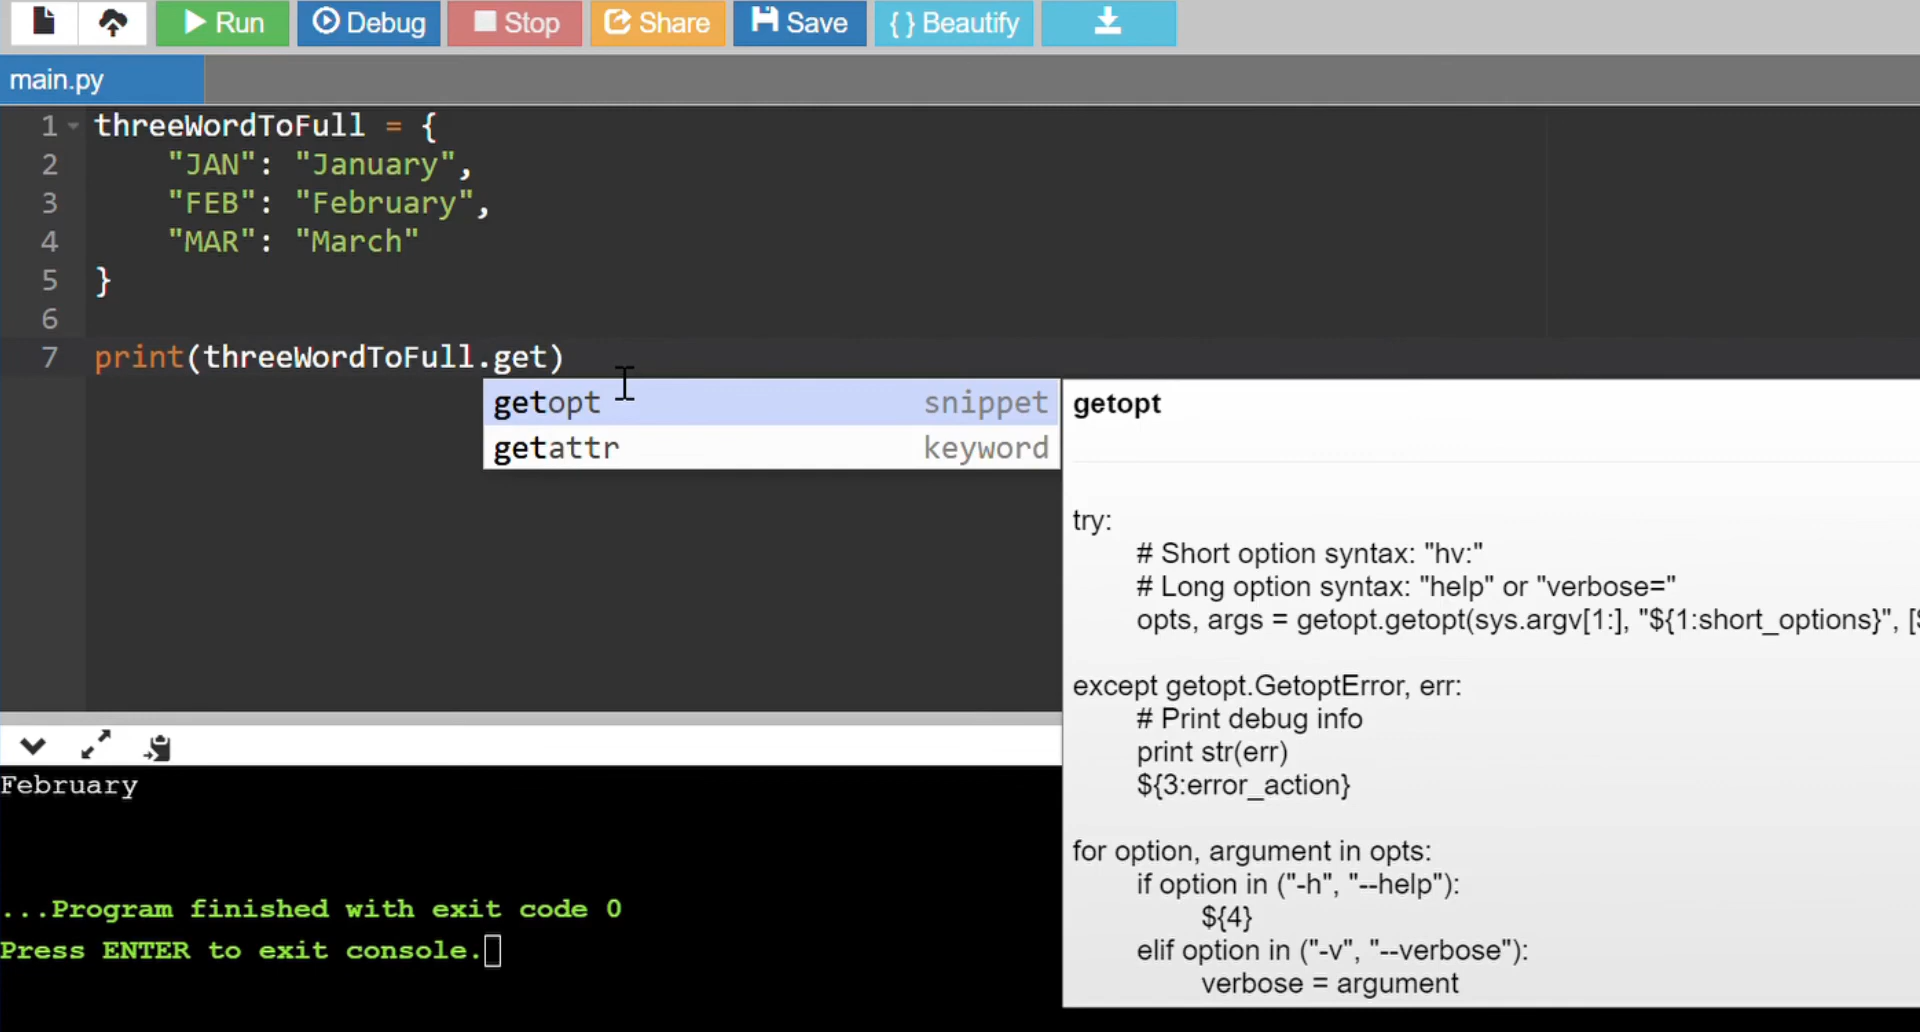 Run Debug Stop Share Save { } Beautify
main.py
1 threeWordToFull = {
2 "JAN": "January",
3 "FEB": "February",
4 "MAR": "March"
5 }
6
7 print(threeWordToFull.get)
getopt snippet
getattr keyword
getopt
try:
# Short option syntax: "hv:"
# Long option syntax: "help" or "verbose="
opts, args = getopt.getopt(sys.argv[1:], "${1:short_options}", [$
except getopt.GetoptError, err:
# Print debug info
print str(err)
${3:error_action}
for option, argument in opts:
if option in ("-h", "--help"):
${4}
elif option in ("-v", "--verbose"):
verbose = argument
February
...Program finished with exit code 0
Press ENTER to exit console.